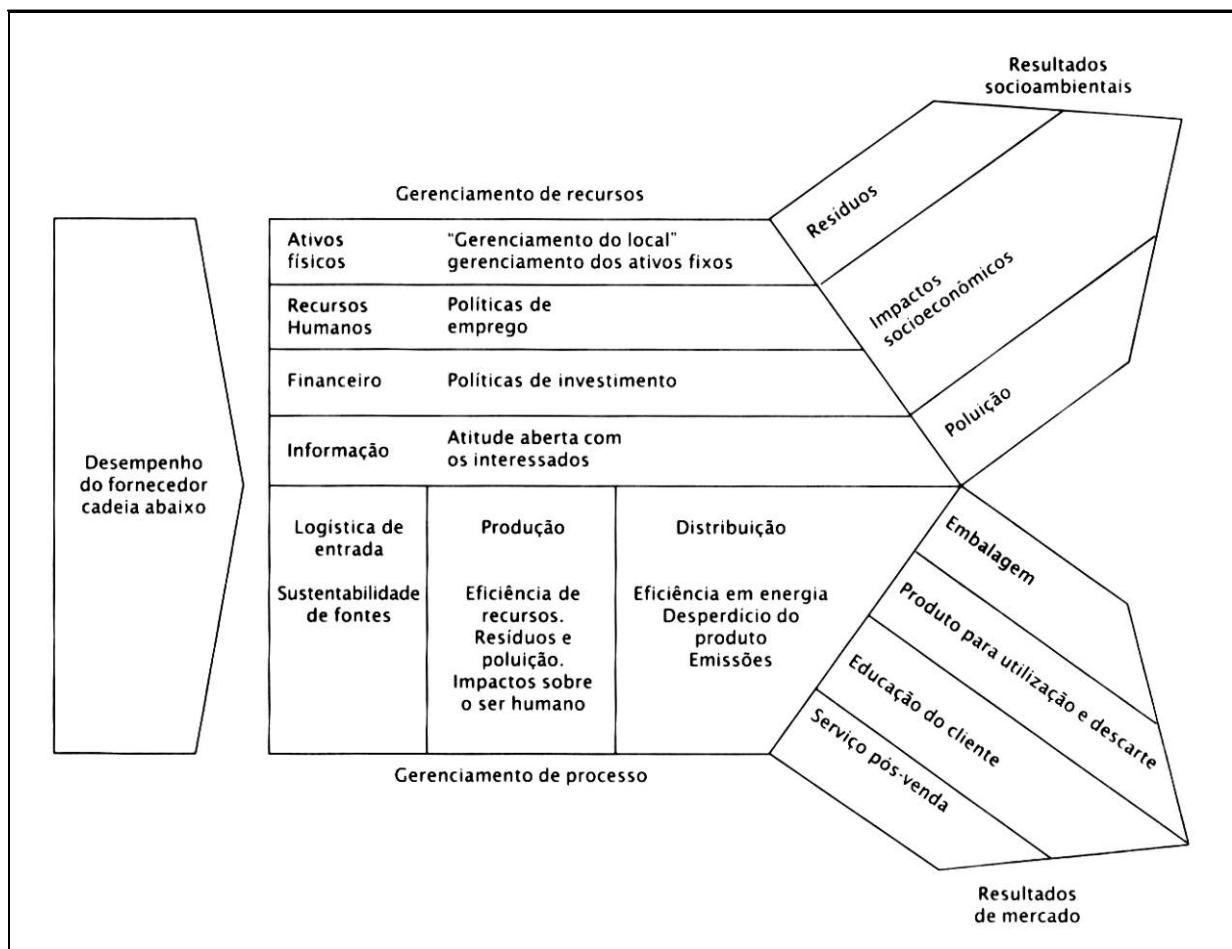 Resultados
socioambientais
Gerenciamento de recursos
Resíduos
Impactos
socioeconômicos
Poluição
Ativos
físicos
"Gerenciamento do local"
gerenciamento dos ativos fixos
Recursos
Humanos
Políticas de
emprego
Financeiro
Políticas de investimento
Informação
Atitude aberta com
os interessados
Desempenho
do fornecedor
cadeia abaixo
Logística de
entrada
Sustentabilidade
de fontes
Produção
Eficiência de
recursos.
Resíduos e
poluição.
Impactos sobre
o ser humano
Distribuição
Eficiência em energia
Desperdício do
produto
Emissões
Embalagem
Produto para utilização e descarte
Educação do cliente
Serviço pós-venda
Gerenciamento de processo
Resultados
de mercado